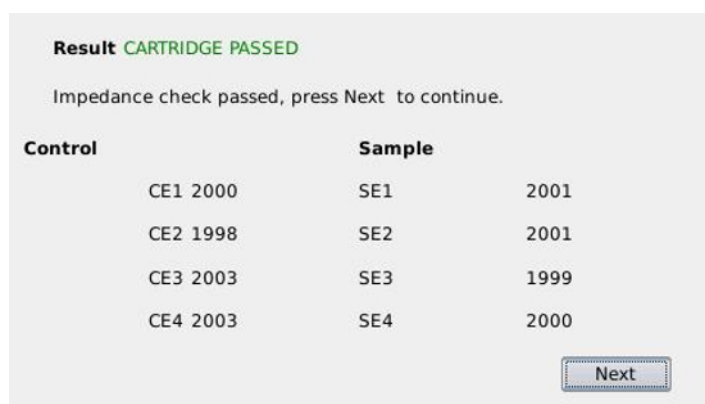 Result CARTRIDGE PASSED
Impedance check passed, press Next to continue.
Control Sample
CE1 2000 SE1 2001
CE2 1998 SE2 2001
CE3 2003 SE3 1999
CE4 2003 SE4 2000
Next